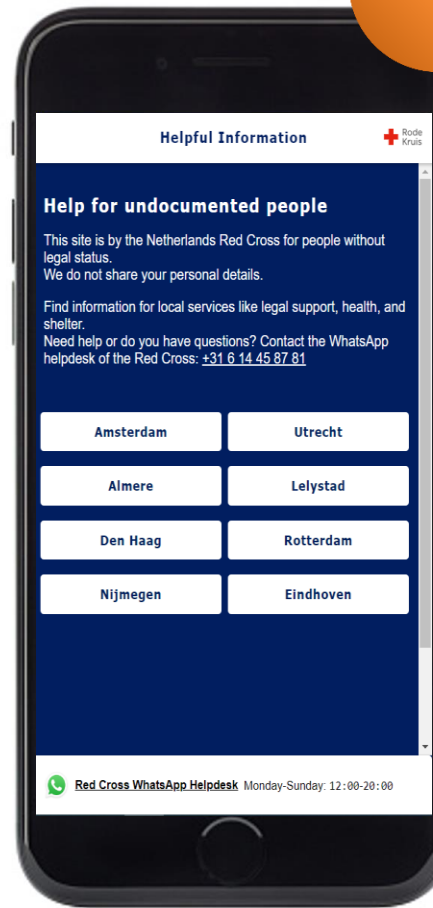 Helpful Information
Rode
Kruis
Help for undocumented people
This site is by the Netherlands Red Cross for people without
legal status.
We do not share your personal details.
Find information for local services like legal support, health, and
shelter.
Need help or do you have questions? Contact the WhatsApp
helpdesk of the Red Cross: +31 6 14 45 87 81
Amsterdam
Utrecht
Almere
Lelystad
Den Haag
Rotterdam
Nijmegen
Eindhoven
Red Cross WhatsApp Helpdesk Monday-Sunday: 12:00-20:00